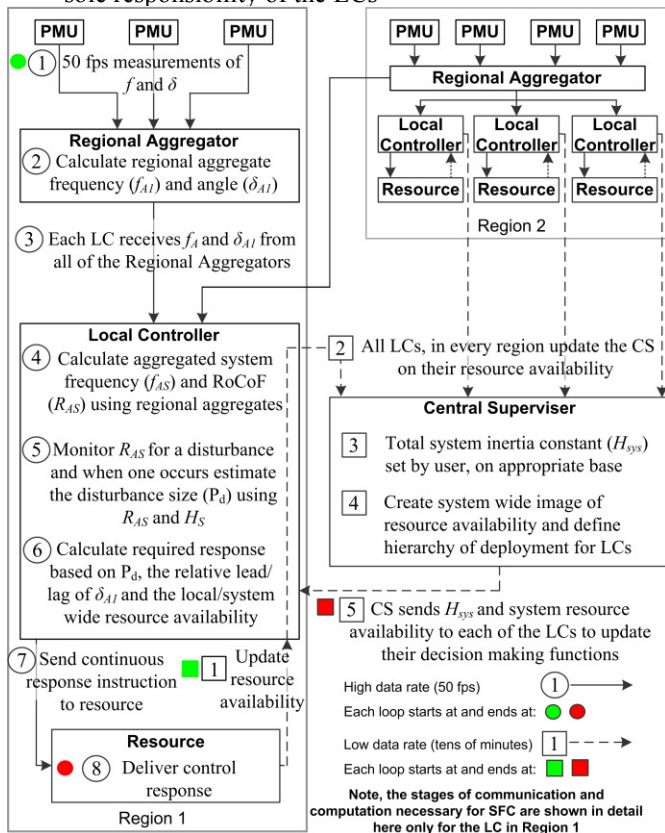 sole responsibility of the LCs
PMU
PMU
PMU
1 50 fps measurements of
f and δ
Regional Aggregator
2 Calculate regional aggregate
frequency (fA1) and angle (δA1)
3 Each LC receives fA and δA1 from
all of the Regional Aggregators
Local Controller
4 Calculate aggregated system
frequency (fAS) and RoCoF
(RAS) using regional aggregates
5 Monitor RAS for a disturbance
and when one occurs estimate
the disturbance size (Pd) using
RAS and HS
6 Calculate required response
based on Pd, the relative lead/
lag of δA1 and the local/system
wide resource availability
7 Send continuous
response instruction
to resource
1 Update
resource
availability
Resource
8 Deliver control
response
Region 1
PMU
PMU
PMU
PMU
Regional Aggregator
Local
Controller
Local
Controller
Local
Controller
Resource
Resource
Resource
Region 2
2 All LCs, in every region update the CS
on their resource availability
Central Superviser
3 Total system inertia constant (Hsys)
set by user, on appropriate base
4 Create system wide image of
resource availability and define
hierarchy of deployment for LCs
5 CS sends Hsys and system resource
availability to each of the LCs to update
their decision making functions
High data rate (50 fps) 1
Each loop starts at and ends at:
Low data rate (tens of minutes) 1
Each loop starts at and ends at:
Note, the stages of communication and
computation necessary for SFC are shown in detail
here only for the LC in Region 1